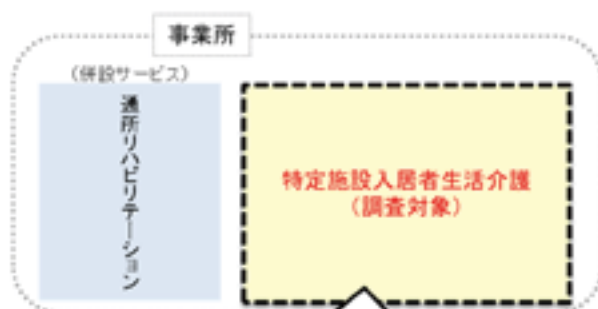 事業所
(併設サービス)
通所リハビリテーション
特定施設入居者生活介護
(調査対象)